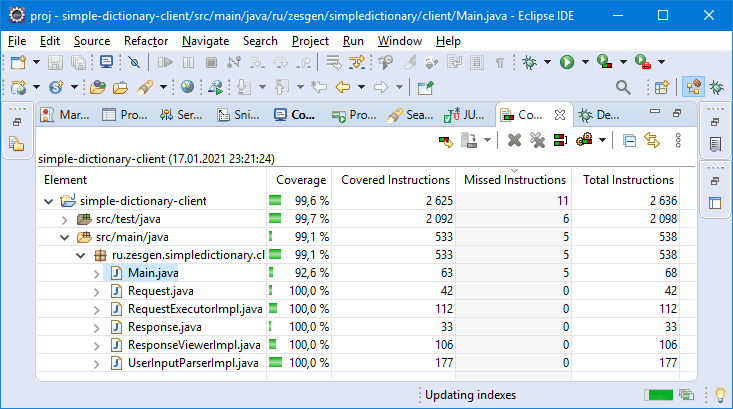 proj - simple-dictionary-client/src/main/java/ru/zesgen/simpledictionary/client/Main.java - Eclipse IDE
File Edit Source Refactor Navigate Search Project Run Window Help
Mar... Pro... Ser... Sni... Co... Pro... Sea... JU... Co... De...
simple-dictionary-client (17.01.2021 23:21:24)
Element Coverage Covered Instructions Missed Instructions Total Instructions
simple-dictionary-client 99,6 % 2 625 11 2 636
src/test/java 99,7 % 2 092 6 2 098
src/main/java 99,1 % 533 5 538
ru.zesgen.simpledictionary.cl 99,1 % 533 5 538
Main.java 92,6 % 63 5 68
Request.java 100,0 % 42 0 42
RequestExecutorImpl.java 100,0 % 112 0 112
Response.java 100,0 % 33 0 33
ResponseViewerImpl.java 100,0 % 106 0 106
UserInputParserImpl.java 100,0 % 177 0 177
Updating indexes